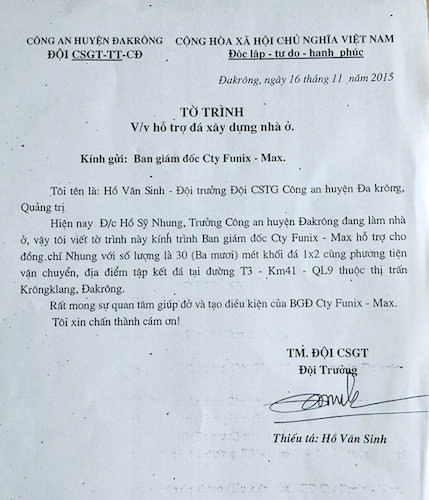 CÔNG AN HUYỆN ĐAKRÔNG
ĐỘI CSGT-TT-CĐ
CỘNG HÒA XÃ HỘI CHỦ NGHĨA VIỆT NAM
Độc lập - tự do - hạnh phúc
Đakrông, ngày 16 tháng 11 năm 2015
TỜ TRÌNH
V/v hỗ trợ đá xây dựng nhà ở.
Kính gửi: Ban giám đốc Cty Funix - Max.
Tôi tên là: Hồ Văn Sinh - Đội trưởng Đội CSTG Công an huyện Đa krông,
Quảng trị
Hiện nay Đ/c Hồ Sỹ Nhung, Trưởng Công an huyện Đakrông đang làm nhà
ở, vậy tôi viết tờ trình này kính trình Ban giám đốc Cty Funix - Max hỗ trợ cho
đồng chí Nhung với số lượng là 30 (Ba mươi) mét khối đá 1x2 cùng phương tiện
vận chuyển, địa điểm tập kết đá tại đường T3 - Km41 - QL9 thuộc thị trấn
Krôngklang, Đakrông.
Rất mong sự quan tâm giúp đỡ và tạo điều kiện của BGĐ Cty Funix - Max.
Tôi xin chân thành cám ơn!
TM. ĐỘI CSGT
Đội Trưởng
Thiếu tá: Hồ Văn Sinh